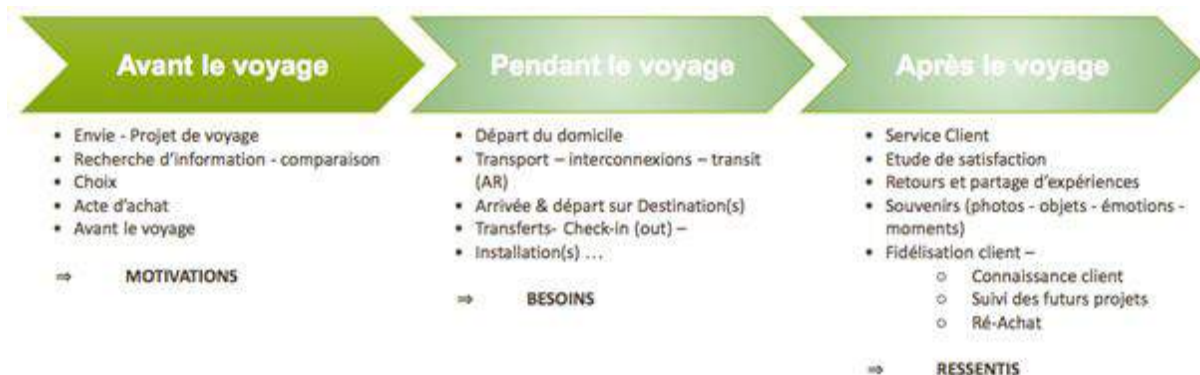 Avant le voyage
• Envie - Projet de voyage
• Recherche d'information - comparaison
• Choix
• Acte d'achat
• Avant le voyage
⇒ MOTIVATIONS
Pendant le voyage
• Départ du domicile
• Transport – interconnexions – transit
(AR)
• Arrivée & départ sur Destination(s)
• Transferts- Check-in (out) –
• Installation(s) ...
⇒ BESOINS
Après le voyage
• Service Client
• Etude de satisfaction
• Retours et partage d'expériences
• Souvenirs (photos - objets - émotions -
moments)
• Fidélisation client –
○ Connaissance client
○ Suivi des futurs projets
○ Ré-Achat
⇒ RESSENTIS